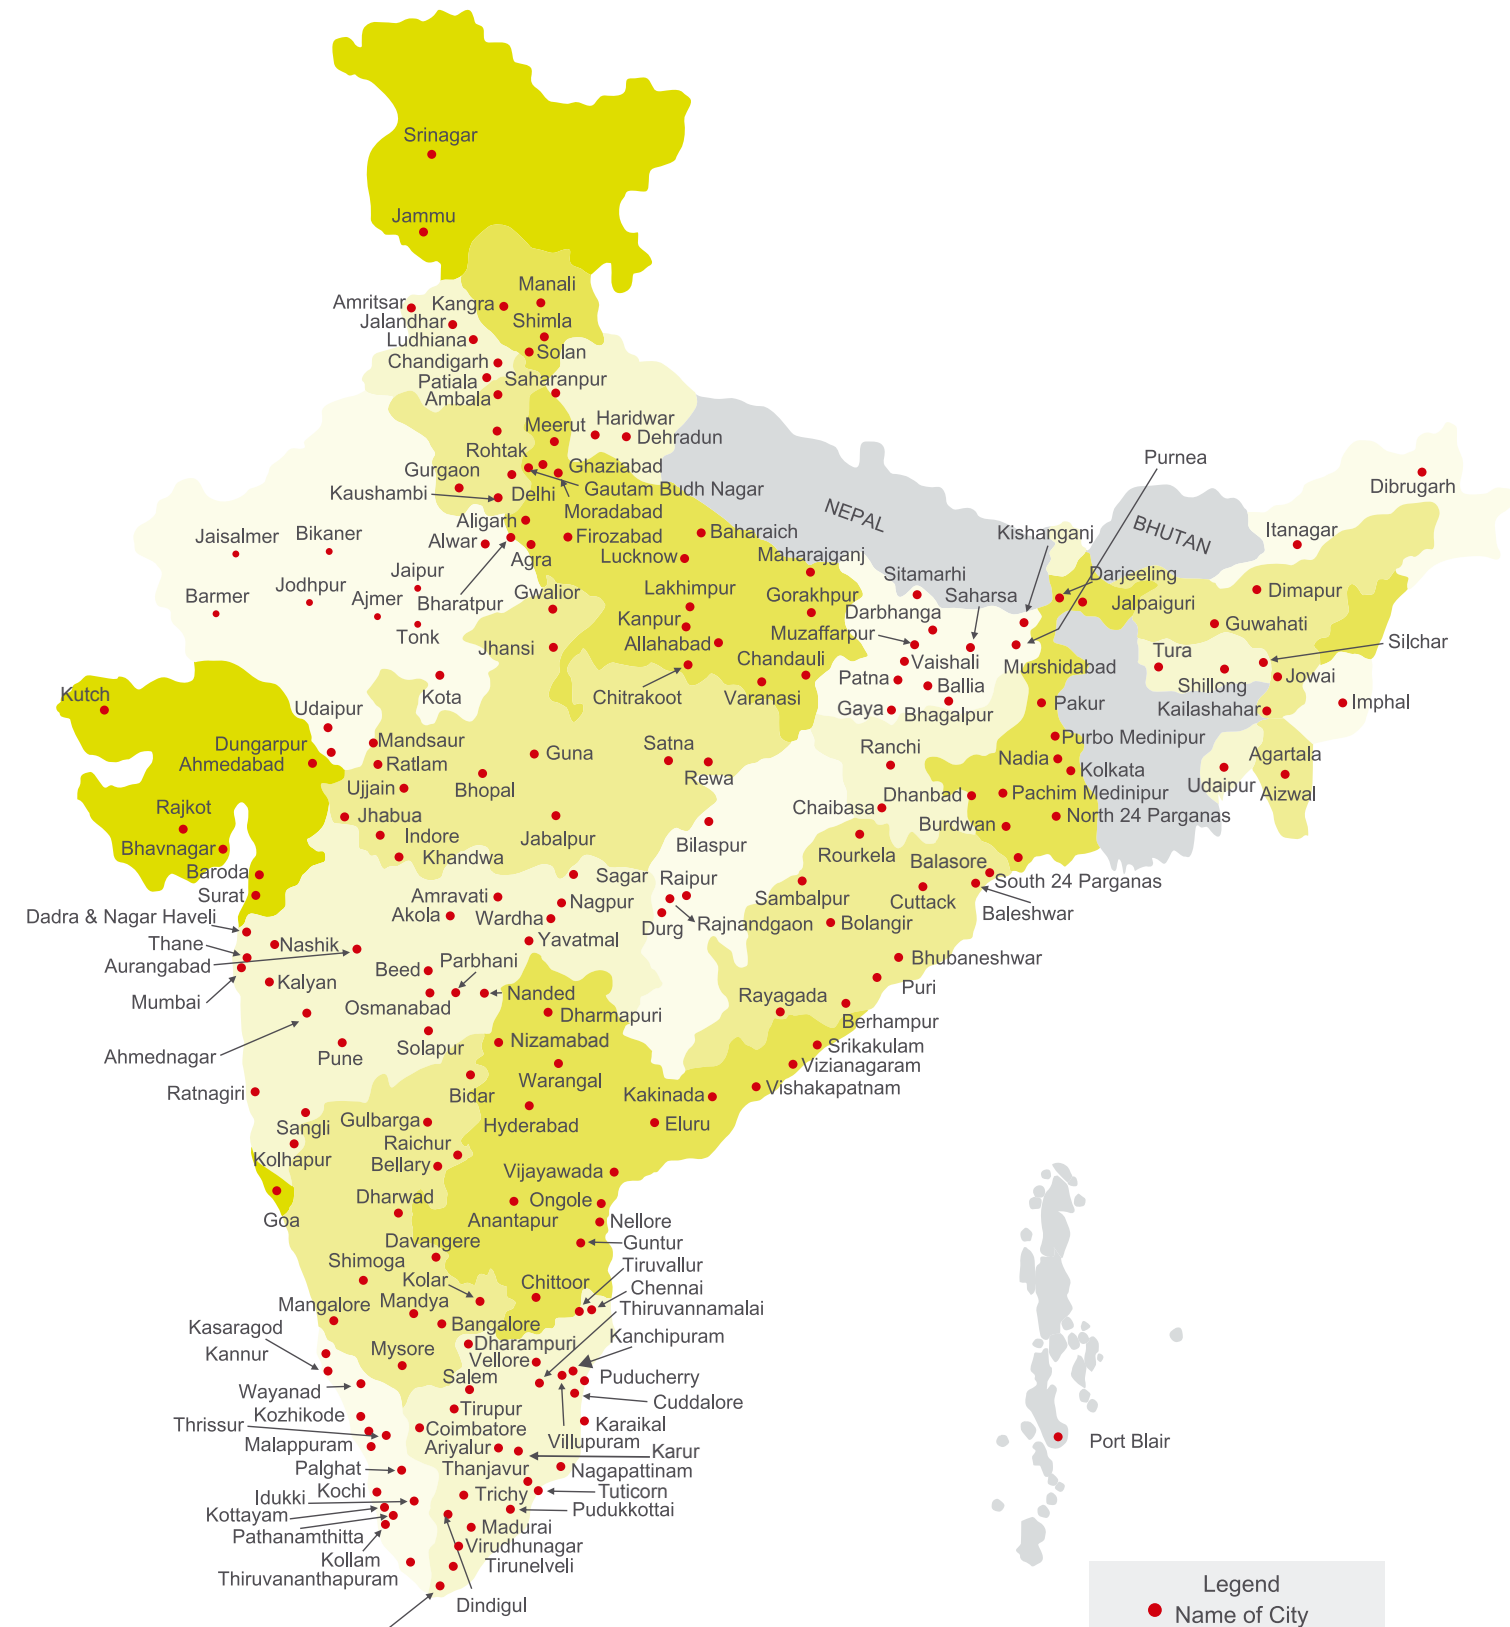 Srinagar
Jammu
Manali
Amritsar
Kangra
Jalandhar
Shimla
Ludhiana
Solan
Chandigarh
Patiala
Saharanpur
Ambala
Haridwar
Meerut
Dehradun
Rohtak
Purnea
Gurgaon
Ghaziabad
Kaushambi
Delhi
Gautam Budh Nagar
Dibrugarh
Moradabad
NEPAL
Aligarh
BHUTAN
Itanagar
Jaisalmer
Bikaner
Alwar
Firozabad
Baharaich
Kishanganj
Agra
Lucknow
Maharajganj
Jaipur
Sitamarhi
Darjeeling
Jodhpur
Lakhimpur
Gorakhpur
Saharsa
Dimapur
Barmer
Ajmer
Bharatpur
Gwalior
Jalpaiguri
Darbhanga
Kanpur
Guwahati
Tonk
Muzaffarpur
Allahabad
Silchar
Jhansi
Tura
Vaishali
Murshidabad
Chandauli
Shillong
Jowai
Patna
Ballia
Kota
Chitrakoot
Varanasi
Kutch
Gaya
Bhagalpur
Pakur
Kailashahar
Imphal
Udaipur
Dungarpur
Mandsaur
Satna
Ranchi
Purbo Medinipur
Ahmedabad
Ratlam
Guna
Nadia
Agartala
Rewa
Kolkata
Ujjain
Bhopal
Udaipur
Aizwal
Dhanbad
Pachim Medinipur
Rajkot
Jhabua
Chaibasa
North 24 Parganas
Indore
Jabalpur
Bilaspur
Burdwan
Bhavnagar
Khandwa
Rourkela
Balasore
Baroda
Sagar
Raipur
South 24 Parganas
Surat
Amravati
Sambalpur
Cuttack
Nagpur
Dadra & Nagar Haveli
Akola
Wardha
Baleshwar
Durg
Rajnandgaon
Bolangir
Thane
Nashik
Yavatmal
Aurangabad
Parbhani
Bhubaneshwar
Beed
Kalyan
Puri
Mumbai
Nanded
Rayagada
Osmanabad
Dharmapuri
Berhampur
Solapur
Nizamabad
Srikakulam
Ahmednagar
Pune
Vizianagaram
Warangal
Vishakapatnam
Ratnagiri
Bidar
Kakinada
Sangli
Gulbarga
Hyderabad
Eluru
Raichur
Kolhapur
Bellary
Vijayawada
Dharwad
Ongole
Goa
Anantapur
Nellore
Davangere
Guntur
Shimoga
Tiruvallur
Kolar
Chittoor
Chennai
Mangalore
Mandya
Thiruvannamalai
Kasaragod
Bangalore
Kanchipuram
Dharampuri
Kannur
Mysore
Vellore
Salem
Puducherry
Wayanad
Cuddalore
Kozhikode
Tirupur
Thrissur
Coimbatore
Karaikal
Malappuram
Ariyalur
Villupuram
Port Blair
Karur
Palghat
Thanjavur
Nagapattinam
Kochi
Tuticorn
Idukki
Trichy
Kottayam
Pudukkottai
Pathanamthitta
Madurai
Kollam
Virudhunagar
Thiruvananthapuram
Tirunelveli
Dindigul
Legend
Name of City